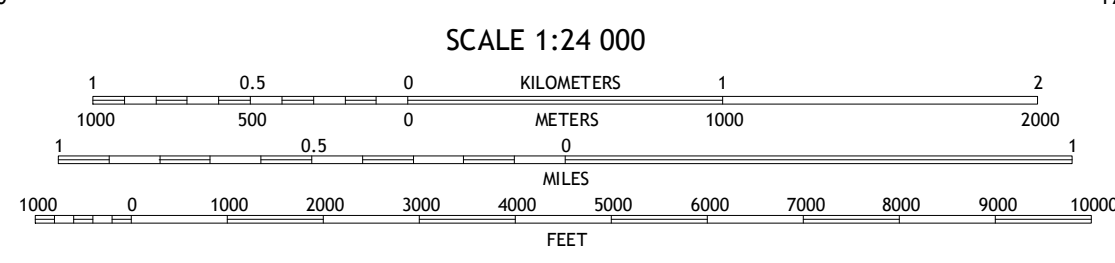 SCALE 1:24 000
1 0.5 0 KILOMETERS 1 2
1000 500 0 METERS 1000 2000
1 0.5 0 1
MILES
1000 0 1000 2000 3000 4000 5000 6000 7000 8000 9000 10000
FEET